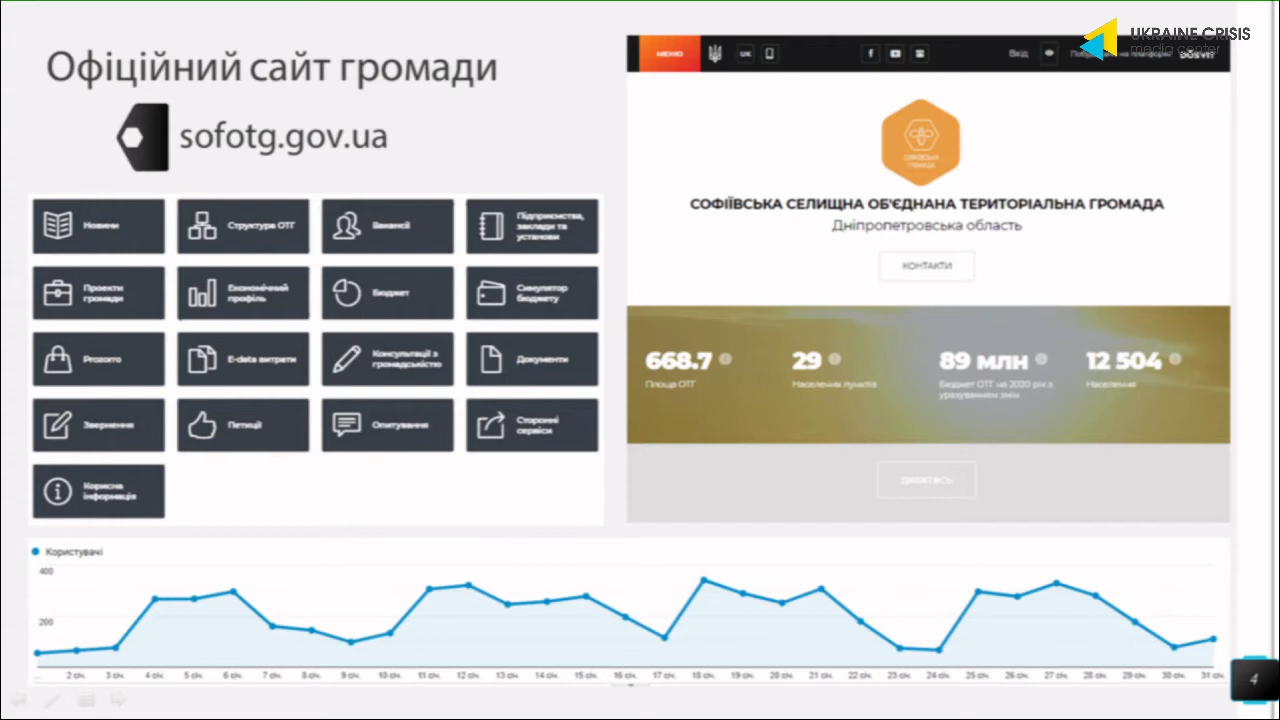 Офіційний сайт громади
sofotg.gov.ua
UKRAINE CRISIS
media center
МЕНЮ
UK
Вхід
на платформі
СОФІЇВСЬКА СЕЛИЩНА ОБ'ЄДНАНА ТЕРИТОРІАЛЬНА ГРОМАДА
Дніпропетровська область
КОНТАКТИ
668.7
Площа ОТГ
29
Населених пунктів
89 млн
Бюджет ОТГ на 2020 рік з
урахуванням змін
12 504
Населення
Новини
Структура ОТГ
Вакансії
Підприємства,
заклади та
установи
Проекти
громади
Економічний
профіль
Бюджет
Симулятор
бюджету
Prozorro
E-data витрати
Консультації з
громадськістю
Документи
Звернення
Петиції
Опитування
Сторонні
сервіси
Корисна
інформація
Користувачі
400
200
... 2 січ. 3 січ. 4 січ. 5 січ. 6 січ. 7 січ. 8 січ. 9 січ. 10 січ. 11 січ. 12 січ. 13 січ. 14 січ. 15 січ. 16 січ. 17 січ. 18 січ. 19 січ. 20 січ. 21 січ. 22 січ. 23 січ. 24 січ. 25 січ. 26 січ. 27 січ. 28 січ. 29 січ. 30 січ. 31 січ.
4